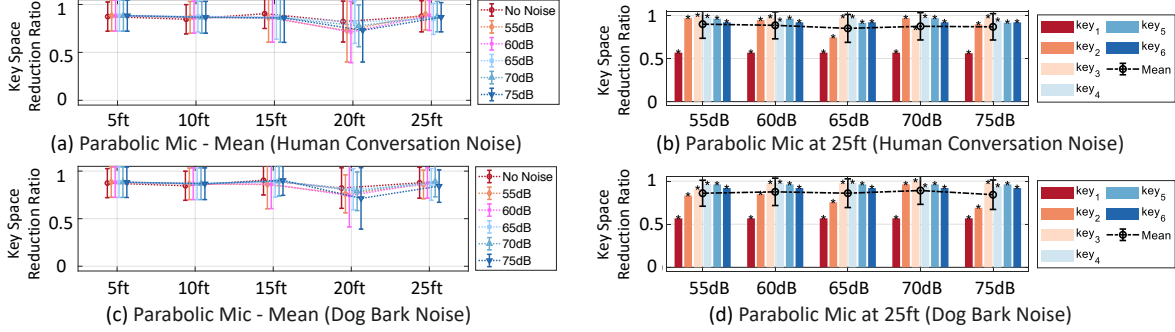 Key Space
Reduction Ratio
1
0.5
0
5ft 10ft 15ft 20ft 25ft
No Noise
55dB
60dB
65dB
70dB
75dB
(a) Parabolic Mic - Mean (Human Conversation Noise)
Key Space
Reduction Ratio
1
0.5
0
55dB 60dB 65dB 70dB 75dB
key1 key5
key2 key6
key3 Mean
key4
(b) Parabolic Mic at 25ft (Human Conversation Noise)
Key Space
Reduction Ratio
1
0.5
0
5ft 10ft 15ft 20ft 25ft
No Noise
55dB
60dB
65dB
70dB
75dB
(c) Parabolic Mic - Mean (Dog Bark Noise)
Key Space
Reduction Ratio
1
0.5
0
55dB 60dB 65dB 70dB 75dB
key1 key5
key2 key6
key3 Mean
key4
(d) Parabolic Mic at 25ft (Dog Bark Noise)